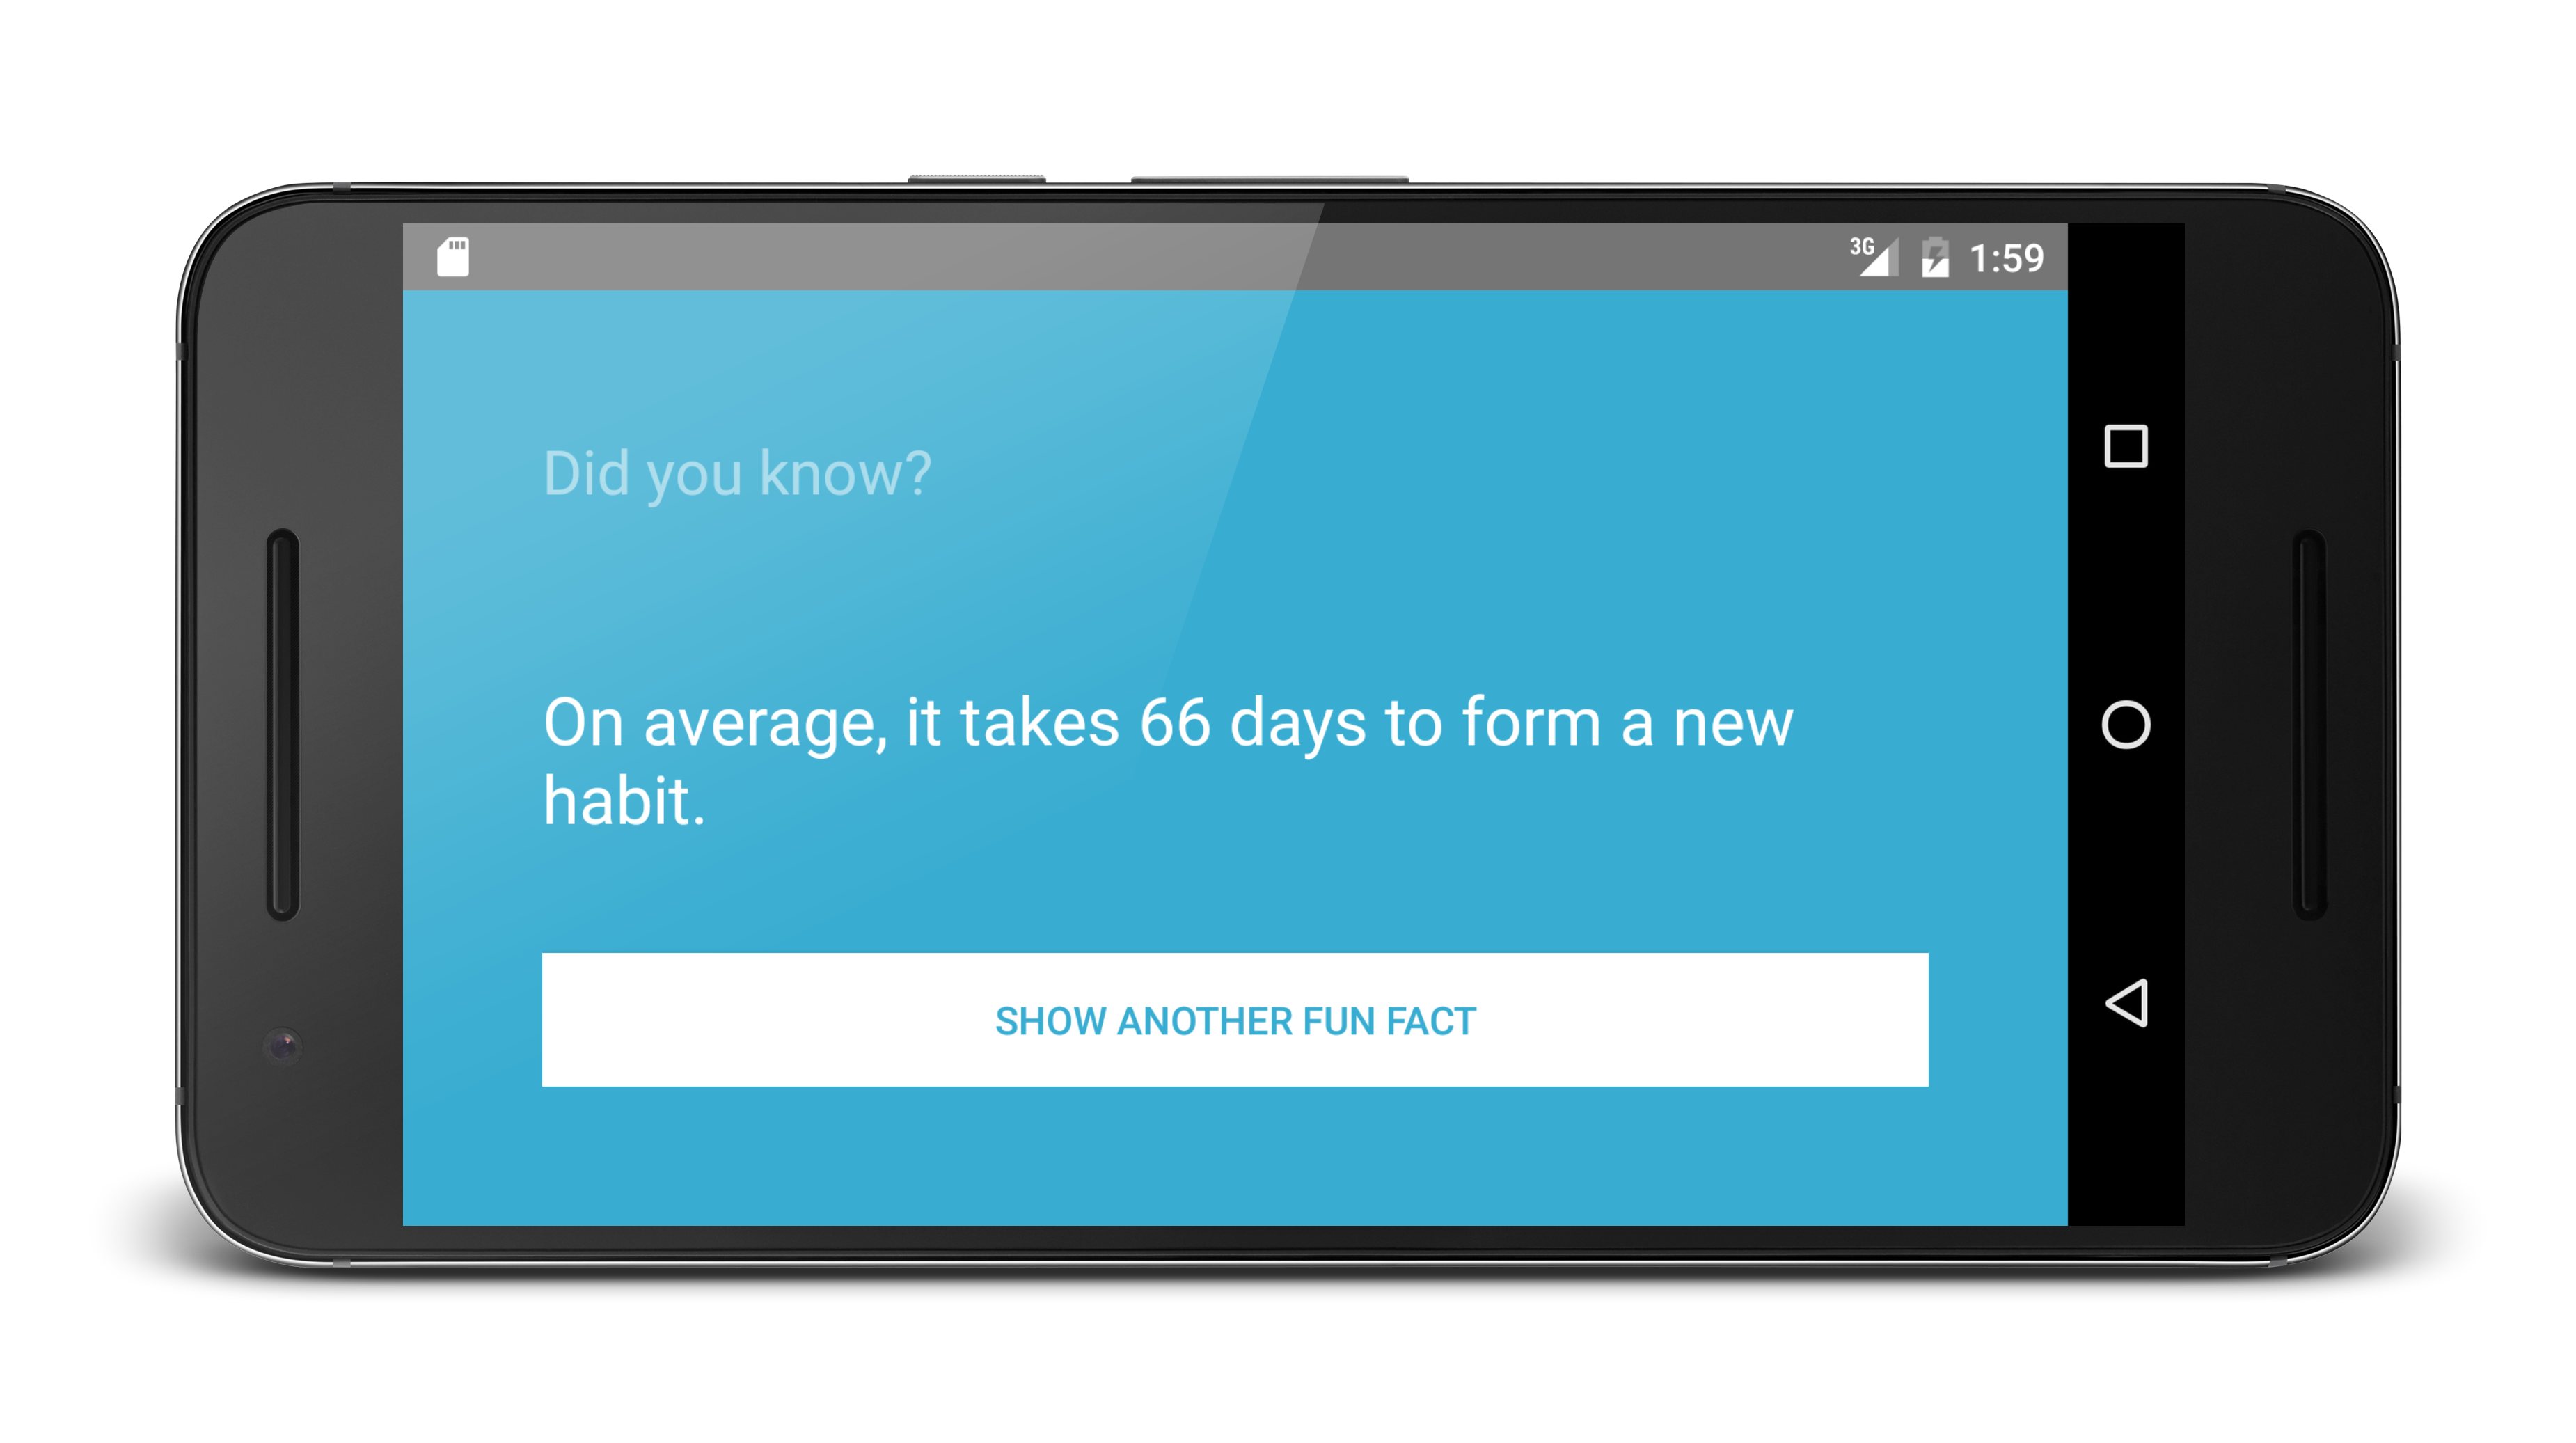 3G 1:59
Did you know?
On average, it takes 66 days to form a new
habit.
SHOW ANOTHER FUN FACT